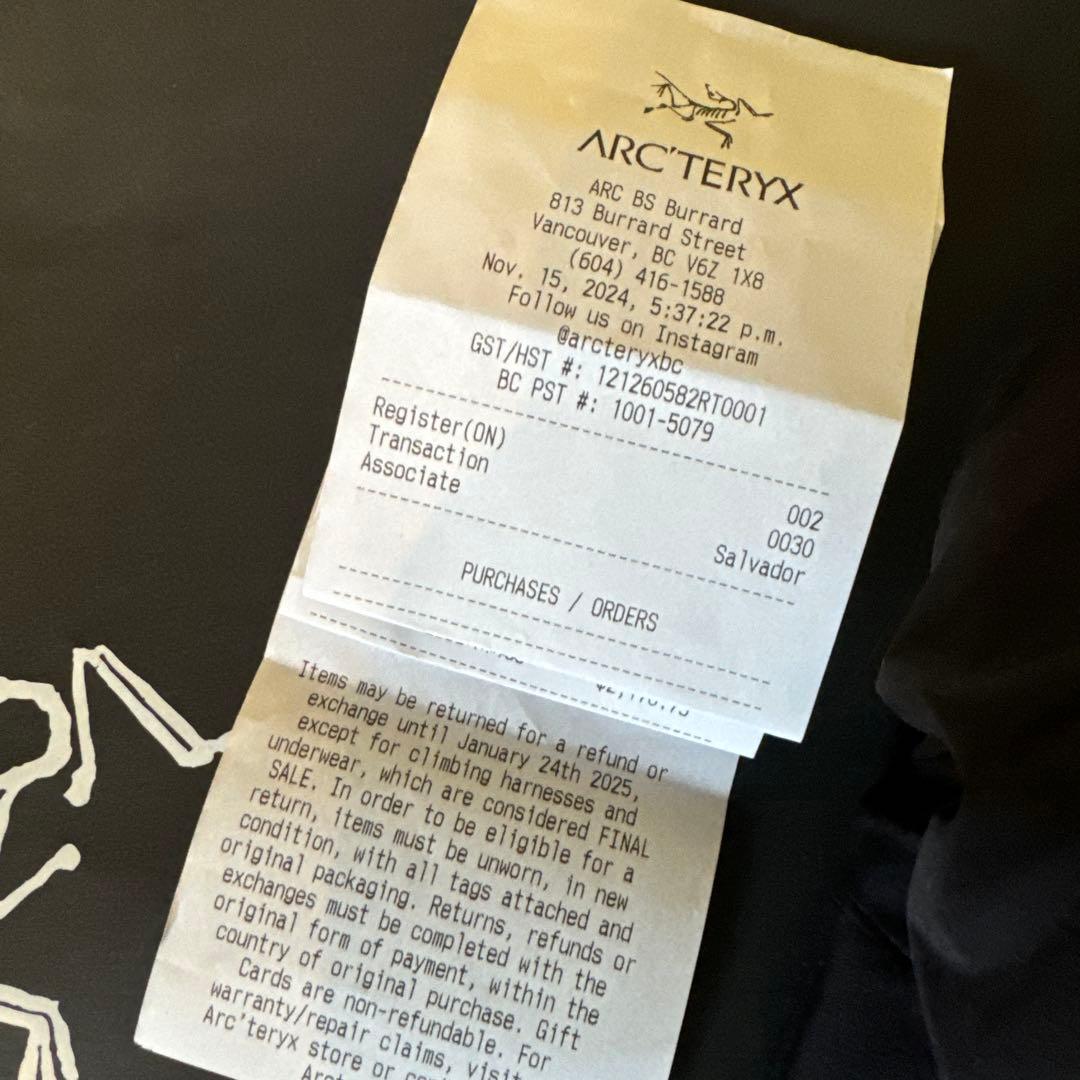 ARC'TERYX
ARC BS Burrard
813 Burrard Street
Vancouver, BC V6Z 1X8
(604) 416-1588
Nov. 15, 2024, 5:37:22 p.m.
Follow us on Instagram
@arcteryxbc
GST/HST #: 121260582RT0001
BC PST #: 1001-5079
Register(ON) 002
Transaction 0030
Associate Salvador
PURCHASES / ORDERS
Items may be returned for a refund or
exchange until January 24th 2025,
except for climbing harnesses and
underwear, which are considered FINAL
SALE. In order to be eligible for a
return, items must be unworn, in new
condition, with all tags attached and
original packaging. Returns, refunds or
exchanges must be completed with the
original form of payment, within the
country of original purchase. Gift
Cards are non-refundable. For
warranty/repair claims, visit
Arc'teryx store or